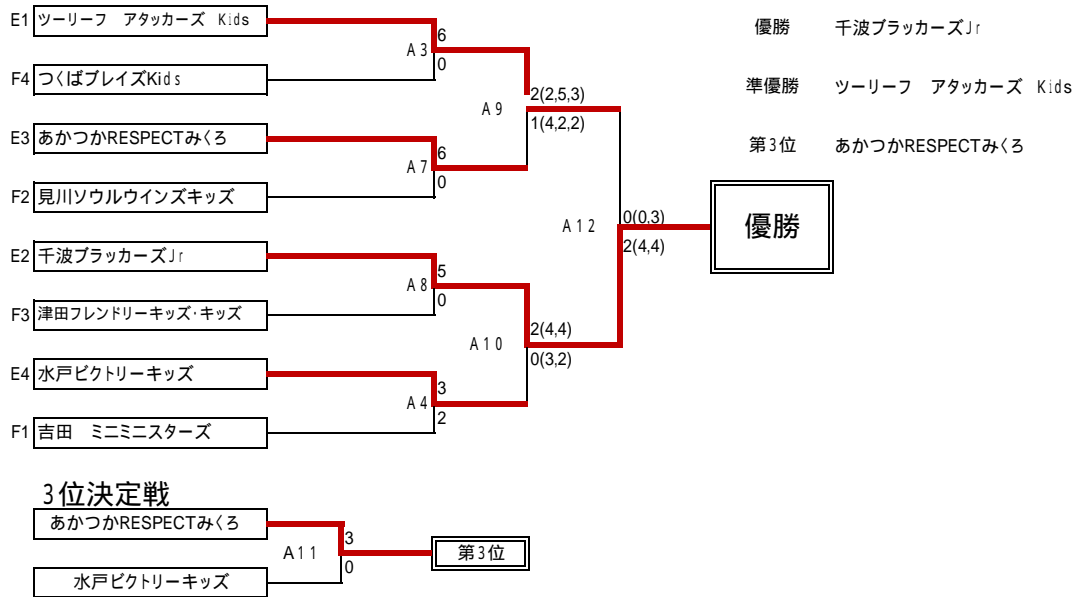 E1 ツーリーフ　アタッカーズ　Kids
A3
6
0
F4 つくばブレイズKids
A9
2(2,5,3)
1(4,2,2)
E3 あかつかRESPECTみくろ
A7
6
0
F2 見川ソウルウインズキッズ
A12
0(0,3)
2(4,4)
優勝
E2 千波ブラッカーズJr
A8
5
0
F3 津田フレンドリーキッズ・キッズ
A10
2(4,4)
0(3,2)
E4 水戸ビクトリーキッズ
A4
3
2
F1 吉田　ミニミニスターズ
優勝　千波ブラッカーズJr
準優勝　ツーリーフ　アタッカーズ　Kids
第3位　あかつかRESPECTみくろ
3位決定戦
あかつかRESPECTみくろ
A11
3
0
第3位
水戸ビクトリーキッズ